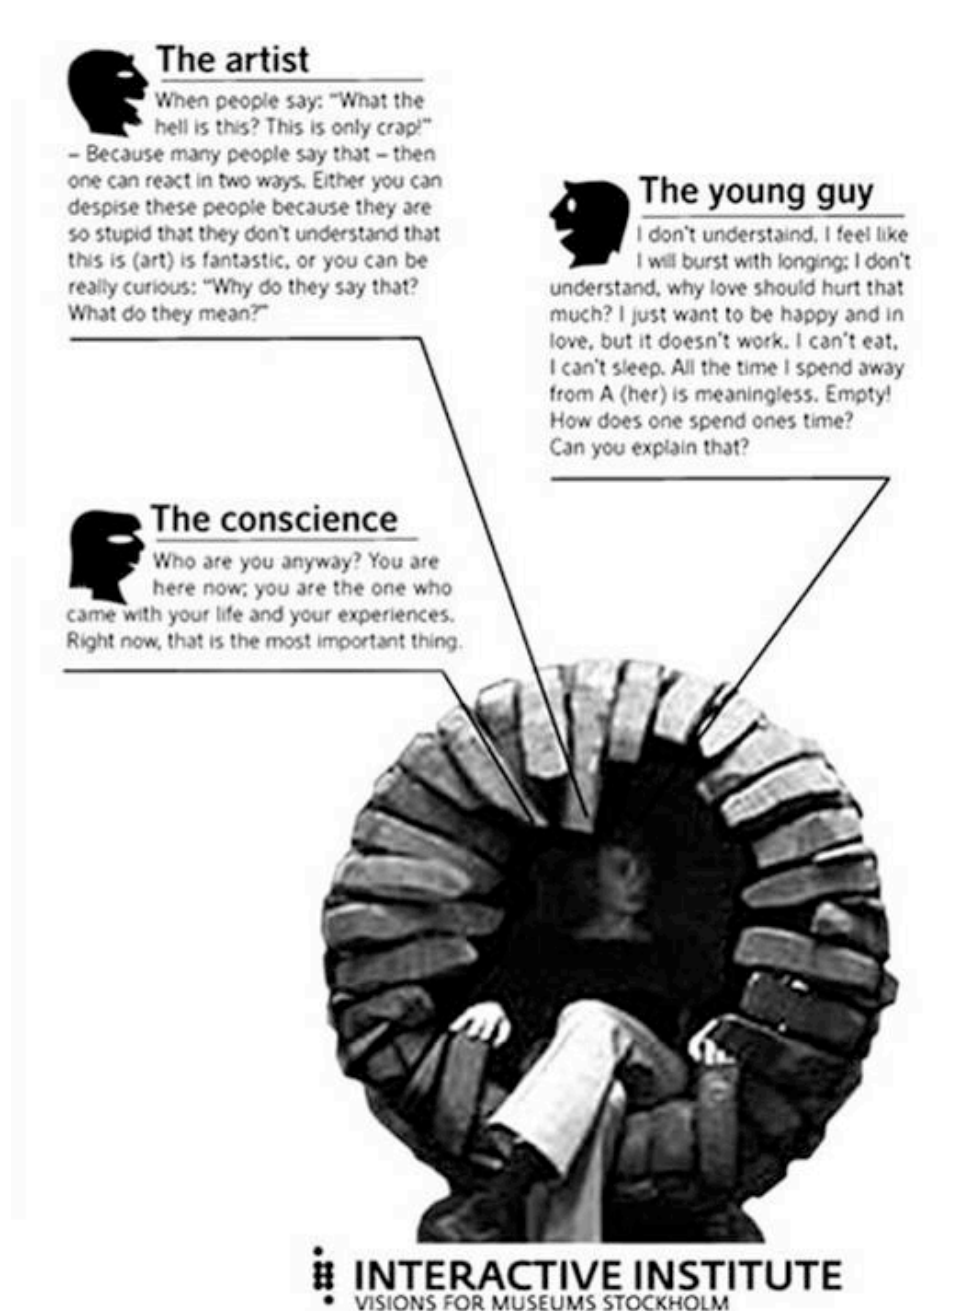 The artist
When people say: "What the
hell is this? This is only crap!"
– Because many people say that – then
one can react in two ways. Either you can
despise these people because they are
so stupid that they don't understand that
this is (art) is fantastic, or you can be
really curious: "Why do they say that?
What do they mean?"
The young guy
I don't understaind, I feel like
I will burst with longing; I don't
understand, why love should hurt that
much? I just want to be happy and in
love, but it doesn't work. I can't eat,
I can't sleep. All the time I spend away
from A (her) is meaningless. Empty!
How does one spend ones time?
Can you explain that?
The conscience
Who are you anyway? You are
here now; you are the one who
came with your life and your experiences.
Right now, that is the most important thing.
INTERACTIVE INSTITUTE
VISIONS FOR MUSEUMS STOCKHOLM